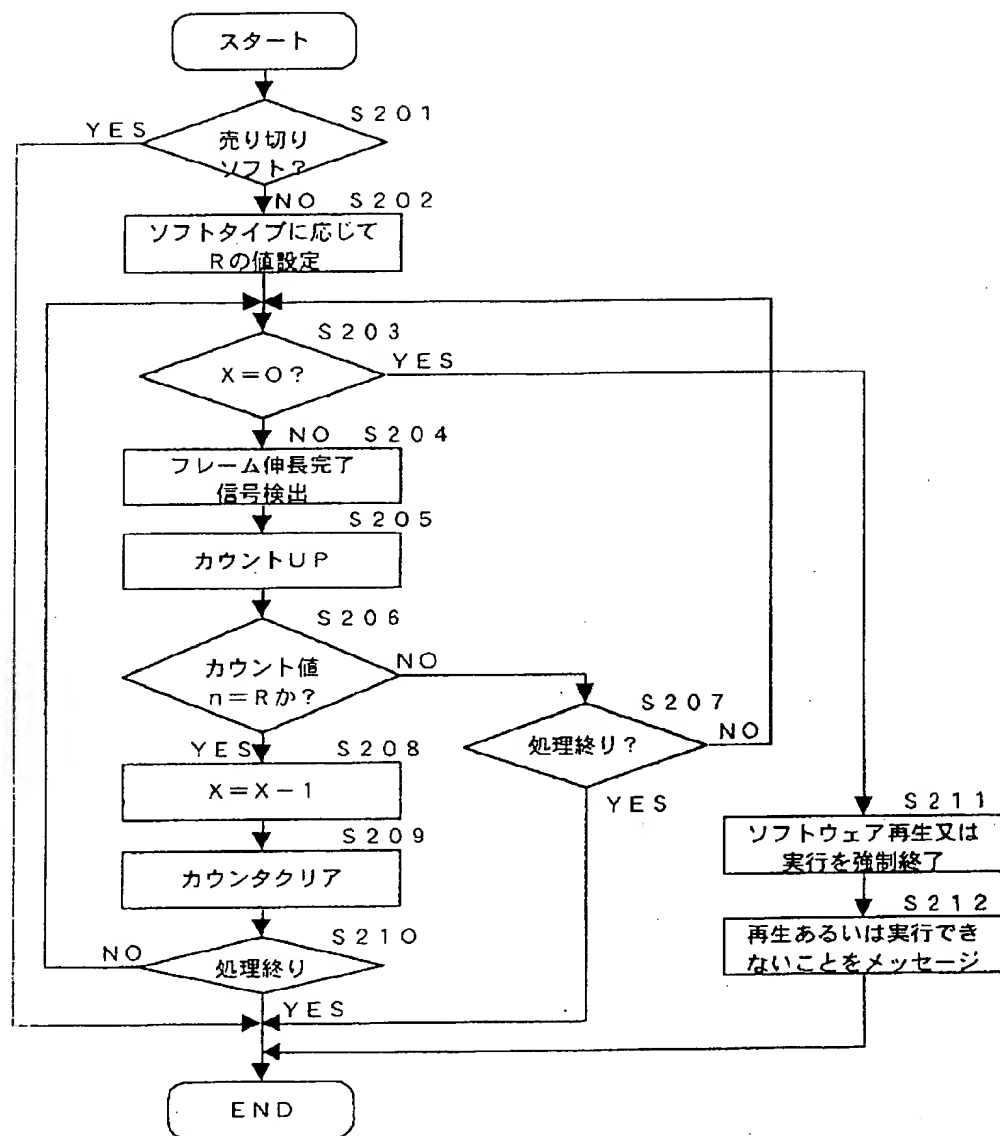 スタート
S201
YES
売り切り
ソフト?
NO S202
ソフトタイプに応じて
Rの値設定
S203
YES
X=0?
NO S204
フレーム伸長完了
信号検出
S205
カウントUP
S206
カウント値
n=Rか?
NO
S207
処理終り?
NO
YES
YES
S208
X=X-1
S209
カウンタクリア
S210
NO
処理終り
YES
S211
ソフトウェア再生又は
実行を強制終了
S212
再生あるいは実行でき
ないことをメッセージ
END